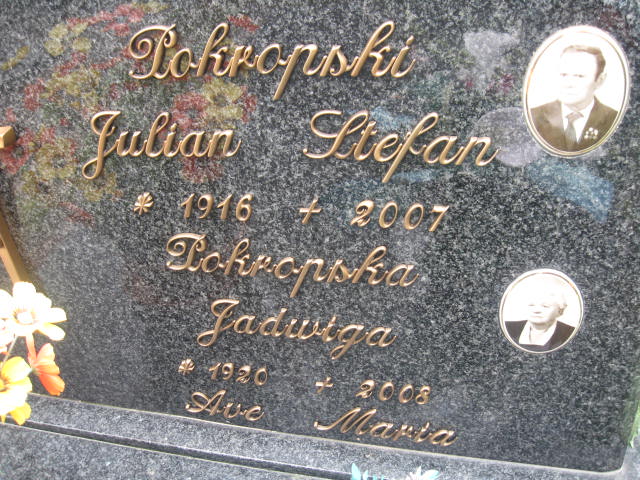 Pokropski
Julian Stefan
* 1916 + 2007
Pokropska
Jadwiga
* 1920 + 2008
Ave Maria